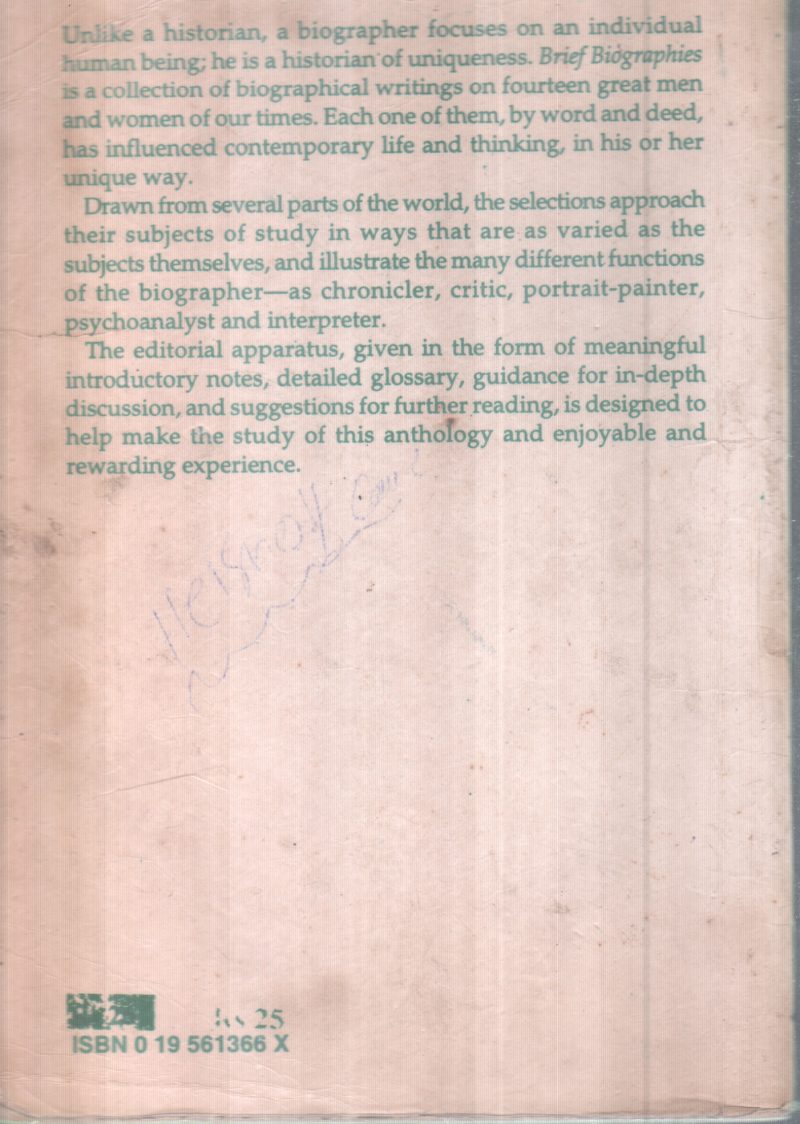 Unlike a historian, a biographer focuses on an individual
human being; he is a historian of uniqueness. Brief Biographies
is a collection of biographical writings on fourteen great men
and women of our times. Each one of them, by word and deed,
has influenced contemporary life and thinking, in his or her
unique way.
Drawn from several parts of the world, the selections approach
their subjects of study in ways that are as varied as the
subjects themselves, and illustrate the many different functions
of the biographer—as chronicler, critic, portrait-painter,
psychoanalyst and interpreter.
The editorial apparatus, given in the form of meaningful
introductory notes, detailed glossary, guidance for in-depth
discussion, and suggestions for further reading, is designed to
help make the study of this anthology and enjoyable and
rewarding experience.
25
ISBN 0 19 561366 X